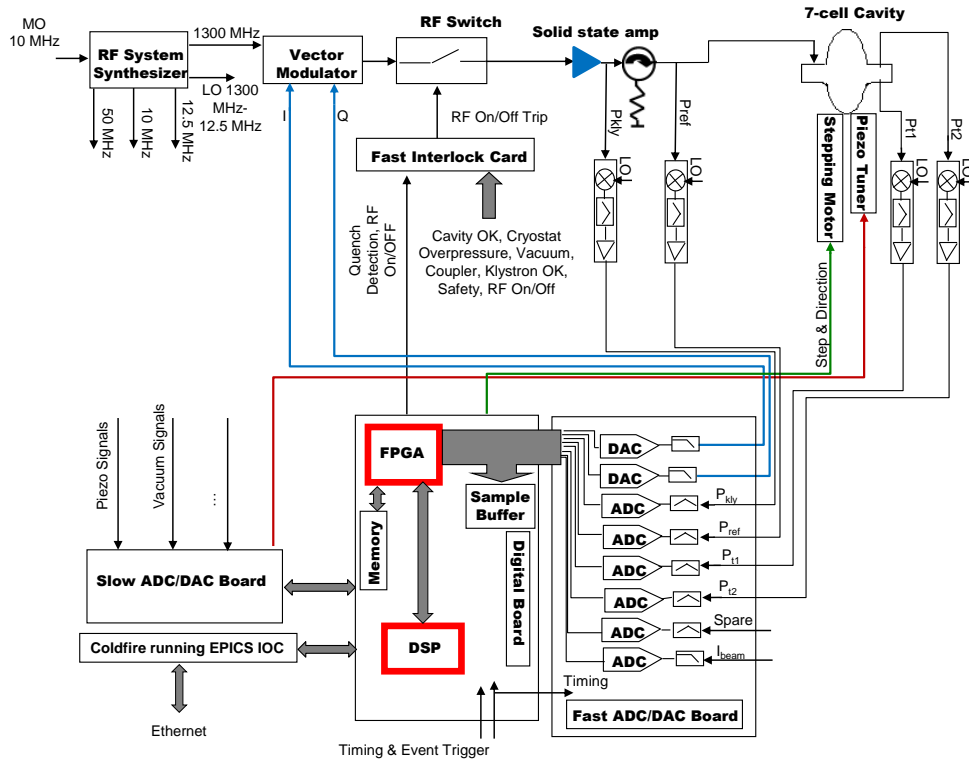 MO
10 MHz
RF System
Synthesizer
1300 MHz
LO 1300
MHz-
12.5 MHz
50 MHz
10 MHz
12.5 MHz
Vector
Modulator
I
Q
RF Switch
RF On/Off Trip
Fast Interlock Card
Quench
Detection, RF
On/OFF
Cavity OK, Cryostat
Overpressure, Vacuum,
Coupler, Klystron OK,
Safety, RF On/Off
Solid state amp
Pkly
Pref
LO
LO
7-cell Cavity
Stepping Motor
Piezo Tuner
Pt1
Pt2
LO
LO
Step & Direction
Piezo Signals
Vacuum Signals
...
Slow ADC/DAC Board
Coldfire running EPICS IOC
Ethernet
FPGA
Memory
Sample
Buffer
Digital Board
DSP
Timing & Event Trigger
Timing
DAC
DAC
ADC
Pkly
ADC
Pref
ADC
Pt1
ADC
Pt2
ADC
Spare
ADC
Ibeam
Fast ADC/DAC Board